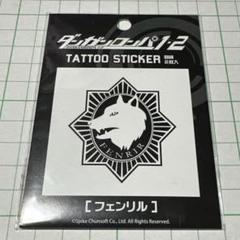 ダンガンロンパ1・2
TATTOO STICKER
FENRIR
[フェンリル]
©Spike Chunsoft Co., Ltd. All Rights Reserved.